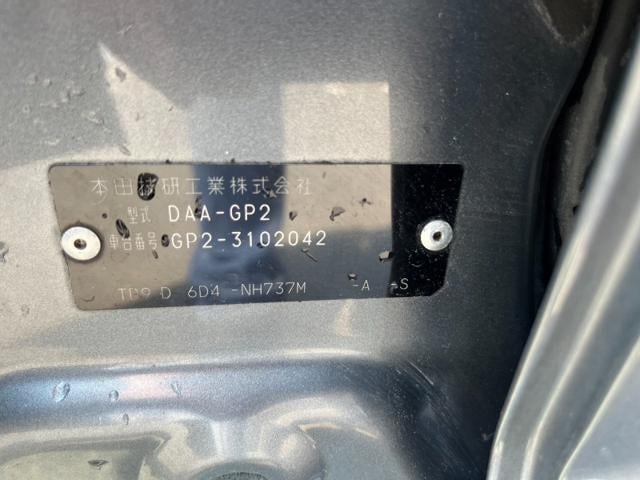 本田技研工業株式会社
型式 DAA-GP2
車台番号 GP2-3102042
TB9 D 6D4 -NH737M -A -S